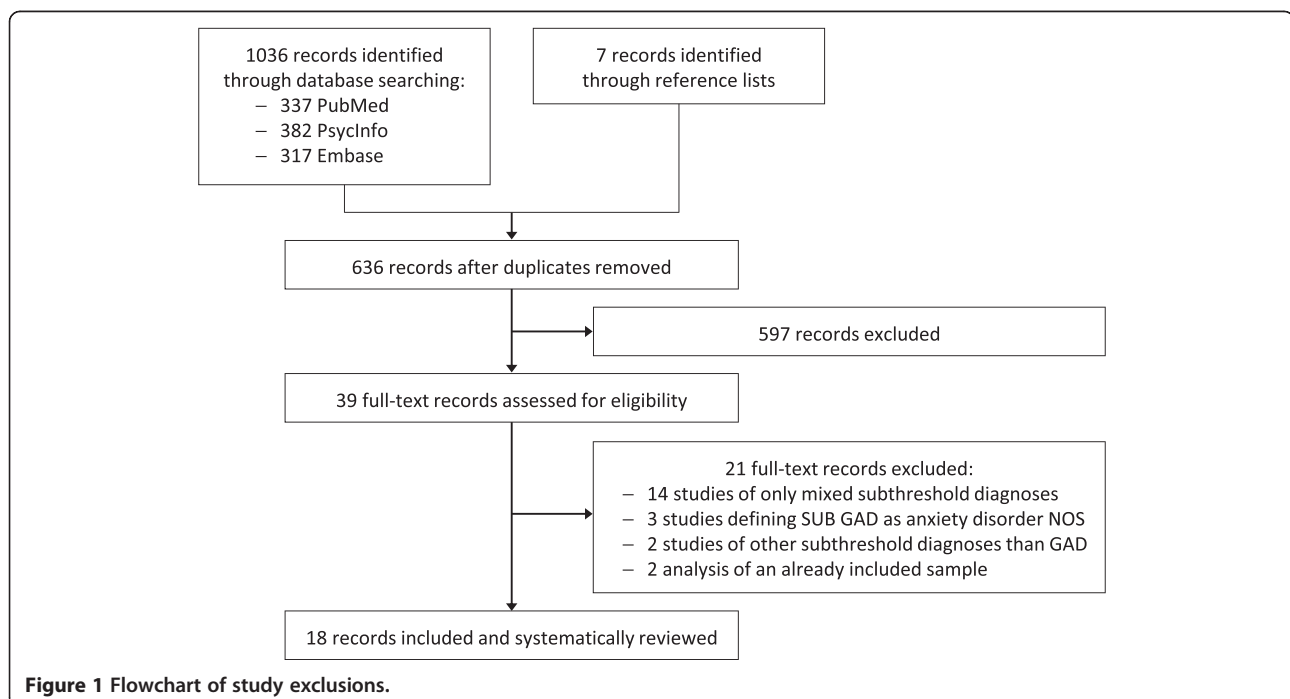 1036 records identified
through database searching:
– 337 PubMed
– 382 PsycInfo
– 317 Embase
7 records identified
through reference lists
636 records after duplicates removed
597 records excluded
39 full-text records assessed for eligibility
21 full-text records excluded:
– 14 studies of only mixed subthreshold diagnoses
– 3 studies defining SUB GAD as anxiety disorder NOS
– 2 studies of other subthreshold diagnoses than GAD
– 2 analysis of an already included sample
18 records included and systematically reviewed
Figure 1 Flowchart of study exclusions.